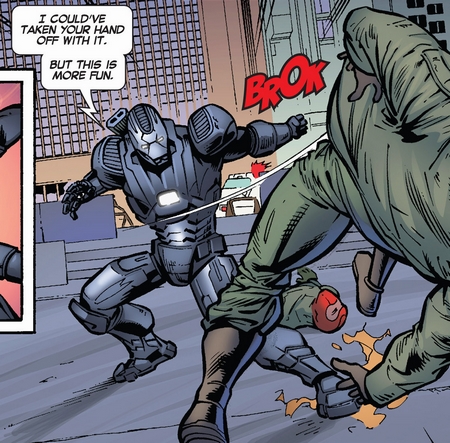 I COULD'VE
TAKEN YOUR HAND
OFF WITH IT.
BUT THIS IS
MORE FUN.
BROK